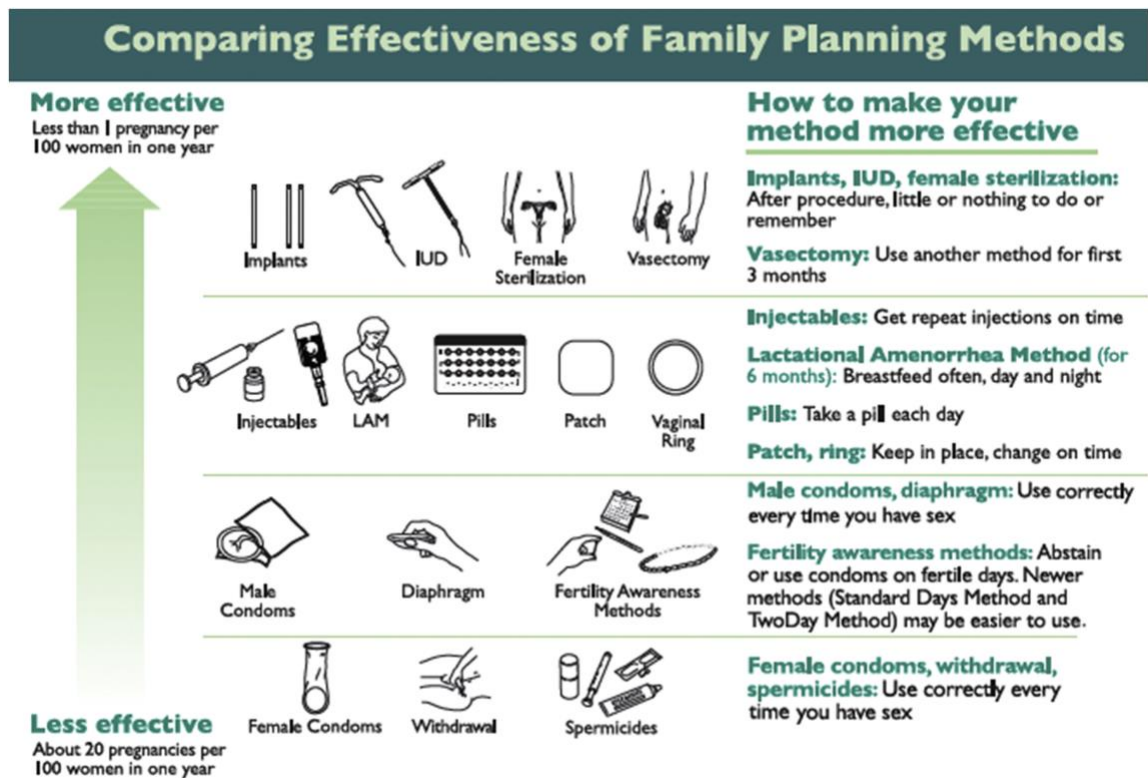 Comparing Effectiveness of Family Planning Methods
More effective
Less than 1 pregnancy per
100 women in one year
Implants
IUD
Female
Sterilization
Vasectomy
Injectables
LAM
Pills
Patch
Vaginal
Ring
Male
Condoms
Diaphragm
Fertility Awareness
Methods
Female Condoms
Withdrawal
Spermicides
Less effective
About 20 pregnancies per
100 women in one year
How to make your
method more effective
Implants, IUD, female sterilization:
After procedure, little or nothing to do or
remember
Vasectomy: Use another method for first
3 months
Injectables: Get repeat injections on time
Lactational Amenorrhea Method (for
6 months): Breastfeed often, day and night
Pills: Take a pill each day
Patch, ring: Keep in place, change on time
Male condoms, diaphragm: Use correctly
every time you have sex
Fertility awareness methods: Abstain
or use condoms on fertile days. Newer
methods (Standard Days Method and
TwoDay Method) may be easier to use.
Female condoms, withdrawal,
spermicides: Use correctly every
time you have sex